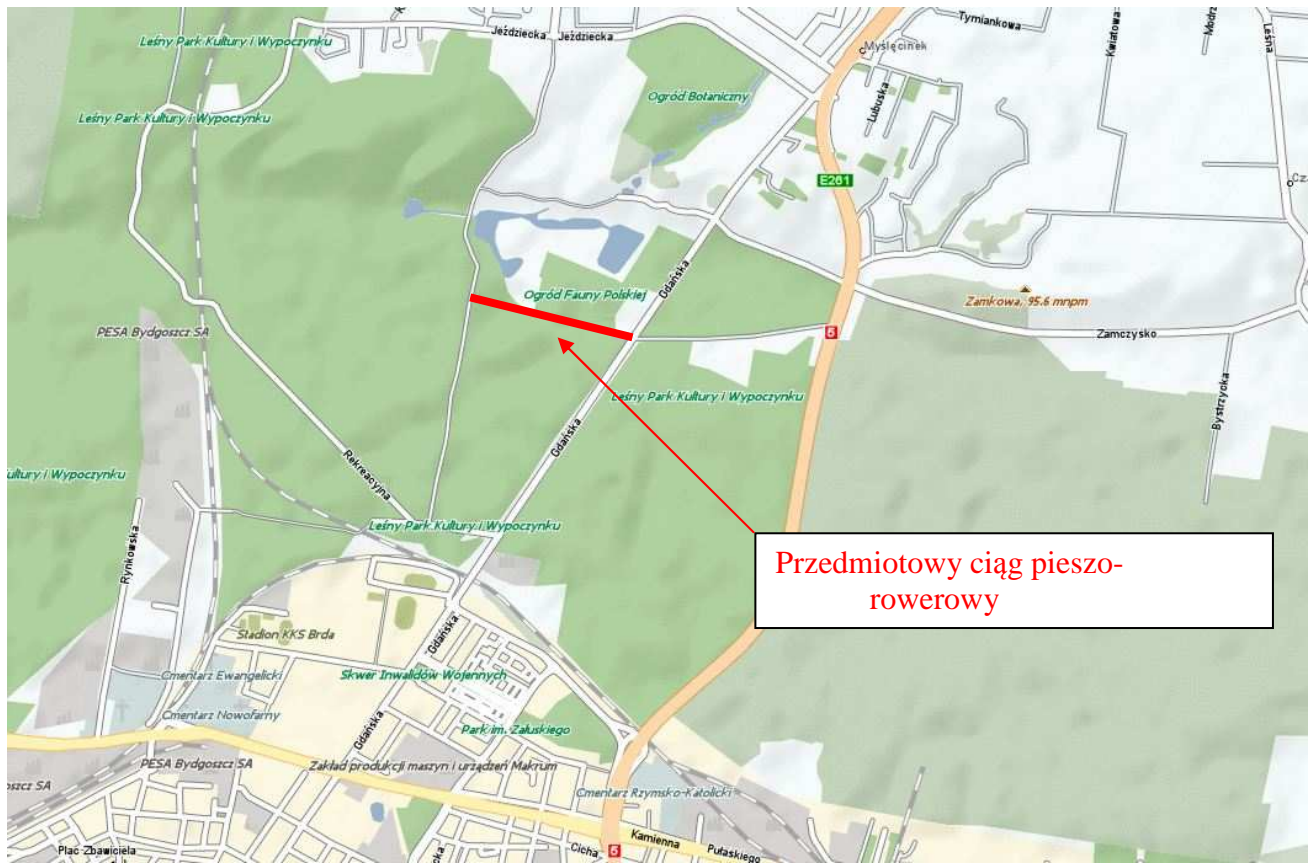 Leśny Park Kultury i Wypoczynku
Jeździecka
Jeździecka
Tymiankowa
Kwiatowa
Modrz
Leśna
Myślęcinek
Ogród Botaniczny
Lubuska
Leśny Park Kultury i Wypoczynku
E261
Cza
Gdańska
Ogród Fauny Polskiej
Zamkowa, 95.6 mnpm
PESA Bydgoszcz SA
5
Zamczysko
Leśny Park Kultury i Wypoczynku
Bystrzycka
Gdańska
Rekreacyjna
ultury i Wypoczynku
Leśny Park Kultury i Wypoczynku
Rynkowska
Przedmiotowy ciąg pieszo-
rowerowy
Stadion KKS Brda
Gdańska
Cmentarz Ewangelicki
Skwer Inwalidów Wojennych
Cmentarz Nowofarny
Gdańska
Park im. Załuskiego
PESA Bydgoszcz SA
Zakład produkcji maszyn i urządzeń Makrum
oszcz SA
Cmentarz Rzymsko-Katolicki
Kamienna
Pułaskiego
5
Cicha
Plac Zbawiciela